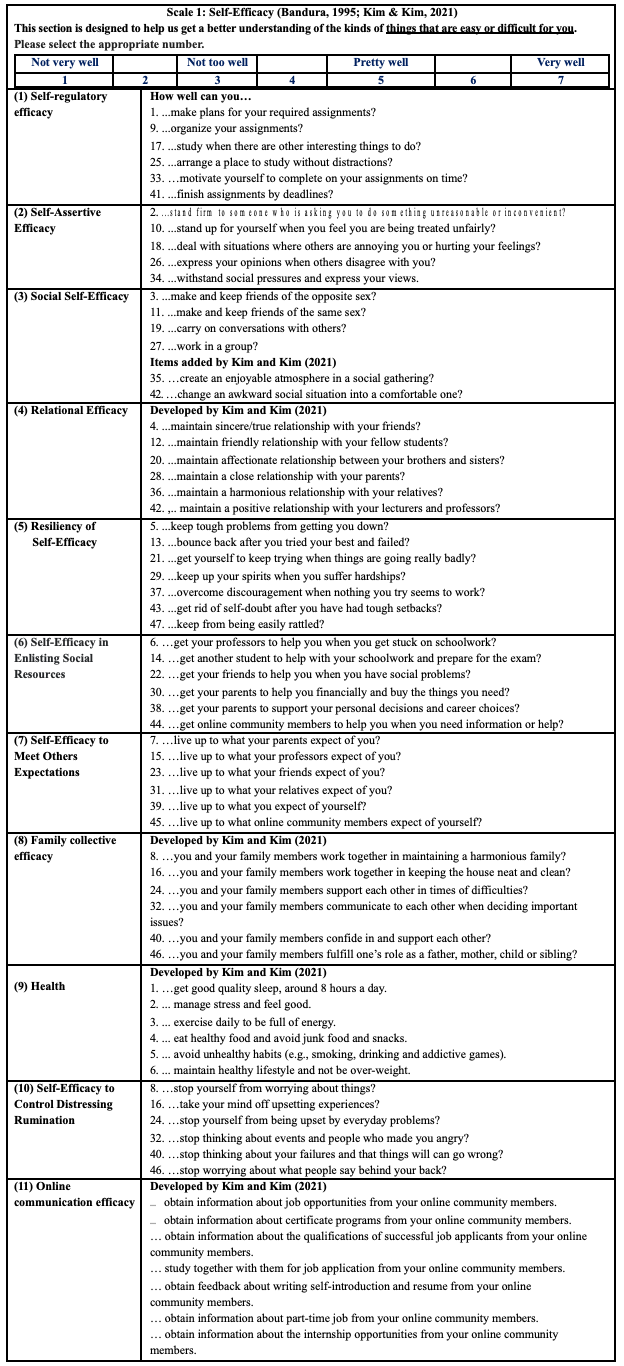 Scale 1: Self-Efficacy (Bandura, 1995; Kim & Kim, 2021)
This section is designed to help us get a better understanding of the kinds of things that are easy or difficult for you.
Please select the appropriate number.
Not very well Not too well Pretty well Very well
1 2 3 4 5 6 7
(1) Self-regulatory efficacy
How well can you…
1. ...make plans for your required assignments?
9. ...organize your assignments?
17. ...study when there are other interesting things to do?
25. ...arrange a place to study without distractions?
33. …motivate yourself to complete on your assignments on time?
41. ...finish assignments by deadlines?
(2) Self-Assertive
Efficacy
2. ...stand firm to someone who is asking you to do something unreasonable or inconvenient?
10. ...stand up for yourself when you feel you are being treated unfairly?
18. ...deal with situations where others are annoying you or hurting your feelings?
26. ...express your opinions when others disagree with you?
34. ...withstand social pressures and express your views.
(3) Social Self-Efficacy
3. ...make and keep friends of the opposite sex?
11. ...make and keep friends of the same sex?
19. ...carry on conversations with others?
27. ...work in a group?
Items added by Kim and Kim (2021)
35. …create an enjoyable atmosphere in a social gathering?
42. …change an awkward social situation into a comfortable one?
(4) Relational Efficacy
Developed by Kim and Kim (2021)
4. ...maintain sincere/true relationship with your friends?
12. ...maintain friendly relationship with your fellow students?
20. ...maintain affectionate relationship between your brothers and sisters?
28. ...maintain a close relationship with your parents?
36. ...maintain a harmonious relationship with your relatives?
42. ,.. maintain a positive relationship with your lecturers and professors?
(5) Resiliency of
Self-Efficacy
5. ...keep tough problems from getting you down?
13. ...bounce back after you tried your best and failed?
21. ...get yourself to keep trying when things are going really badly?
29. ...keep up your spirits when you suffer hardships?
37. ...overcome discouragement when nothing you try seems to work?
43. ...get rid of self-doubt after you have had tough setbacks?
47. ...keep from being easily rattled?
(6) Self-Efficacy in
Enlisting Social
Resources
6. …get your professors to help you when you get stuck on schoolwork?
14. …get another student to help with your schoolwork and prepare for the exam?
22. …get your friends to help you when you have social problems?
30. …get your parents to help you financially and buy the things you need?
38. …get your parents to support your personal decisions and career choices?
44. …get online community members to help you when you need information or help?
(7) Self-Efficacy to
Meet Others
Expectations
7. …live up to what your parents expect of you?
15. …live up to what your professors expect of you?
23. …live up to what your friends expect of you?
31. …live up to what your relatives expect of you?
39. …live up to what you expect of yourself?
45. …live up to what online community members expect of yourself?
(8) Family collective
efficacy
Developed by Kim and Kim (2021)
8. …you and your family members work together in maintaining a harmonious family?
16. …you and your family members work together in keeping the house neat and clean?
24. …you and your family members support each other in times of difficulties?
32. …you and your family members communicate to each other when deciding important
issues?
40. …you and your family members confide in and support each other?
46. …you and your family members fulfill one's role as a father, mother, child or sibling?
(9) Health
Developed by Kim and Kim (2021)
1. …get good quality sleep, around 8 hours a day.
2. ... manage stress and feel good.
3. ... exercise daily to be full of energy.
4. ... eat healthy food and avoid junk food and snacks.
5. ... avoid unhealthy habits (e.g., smoking, drinking and addictive games).
6. ... maintain healthy lifestyle and not be over-weight.
(10) Self-Efficacy to
Control Distressing
Rumination
8. …stop yourself from worrying about things?
16. …take your mind off upsetting experiences?
24. …stop yourself from being upset by everyday problems?
32. …stop thinking about events and people who made you angry?
40. …stop thinking about your failures and that things will can go wrong?
46. …stop worrying about what people say behind your back?
(11) Online
communication efficacy
Developed by Kim and Kim (2021)
… obtain information about job opportunities from your online community members.
… obtain information about certificate programs from your online community members.
… obtain information about the qualifications of successful job applicants from your online
community members.
… study together with them for job application from your online community members.
… obtain feedback about writing self-introduction and resume from your online
community members.
… obtain information about part-time job from your online community members.
… obtain information about the internship opportunities from your online community
members.